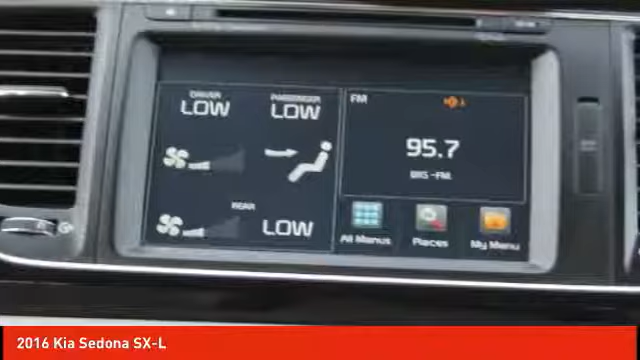 DRIVER
LOW
PASSENGER
LOW
FM
95.7
REAR
LOW
All Menus
Places
My Menu
2016 Kia Sedona SX-L